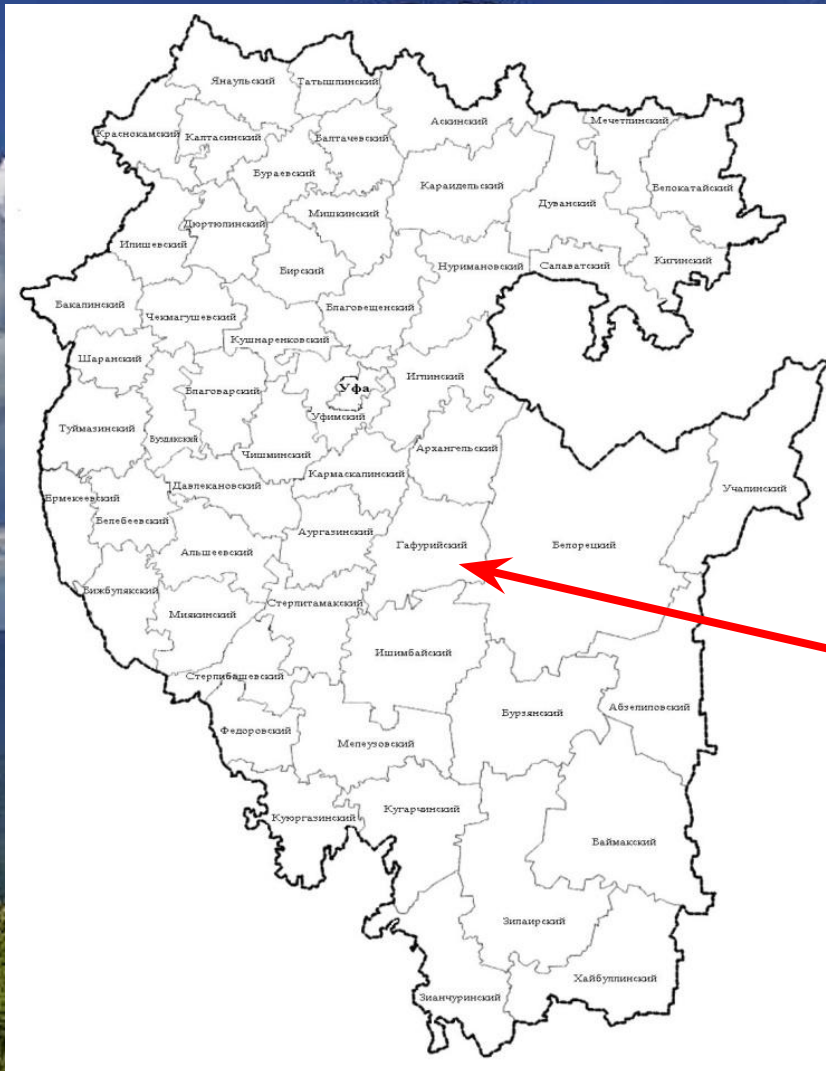 Янаульский
Татышлинский
Аскинский
Мечетлинский
Краснокамский
Калтасинский
Балтачевский
Бураевский
Караидельский
Белокатайский
Дуванский
Мишкинский
Дюртюлинский
Илишевский
Бирский
Нуримановский
Салаватский
Кигинский
Бакалинский
Чекмагушевский
Благовещенский
Кушнаренковский
Шаранский
Благоварский
Уфа
Иглинский
Туймазинский
Буздякский
Уфимский
Чишминский
Архангельский
Кармаскалинский
Давлекановский
Учалинский
Ермекеевский
Белебеевский
Аургазинский
Альшеевский
Гафурийский
Белорецкий
Бижбулякский
Миякинский
Стерлитамакский
Ишимбайский
Стерлибашевский
Бурзянский
Абзелиловский
Федоровский
Мелеузовский
Куюргазинский
Кугарчинский
Баймакский
Зилаирский
Хайбуллинский
Зианчуринский